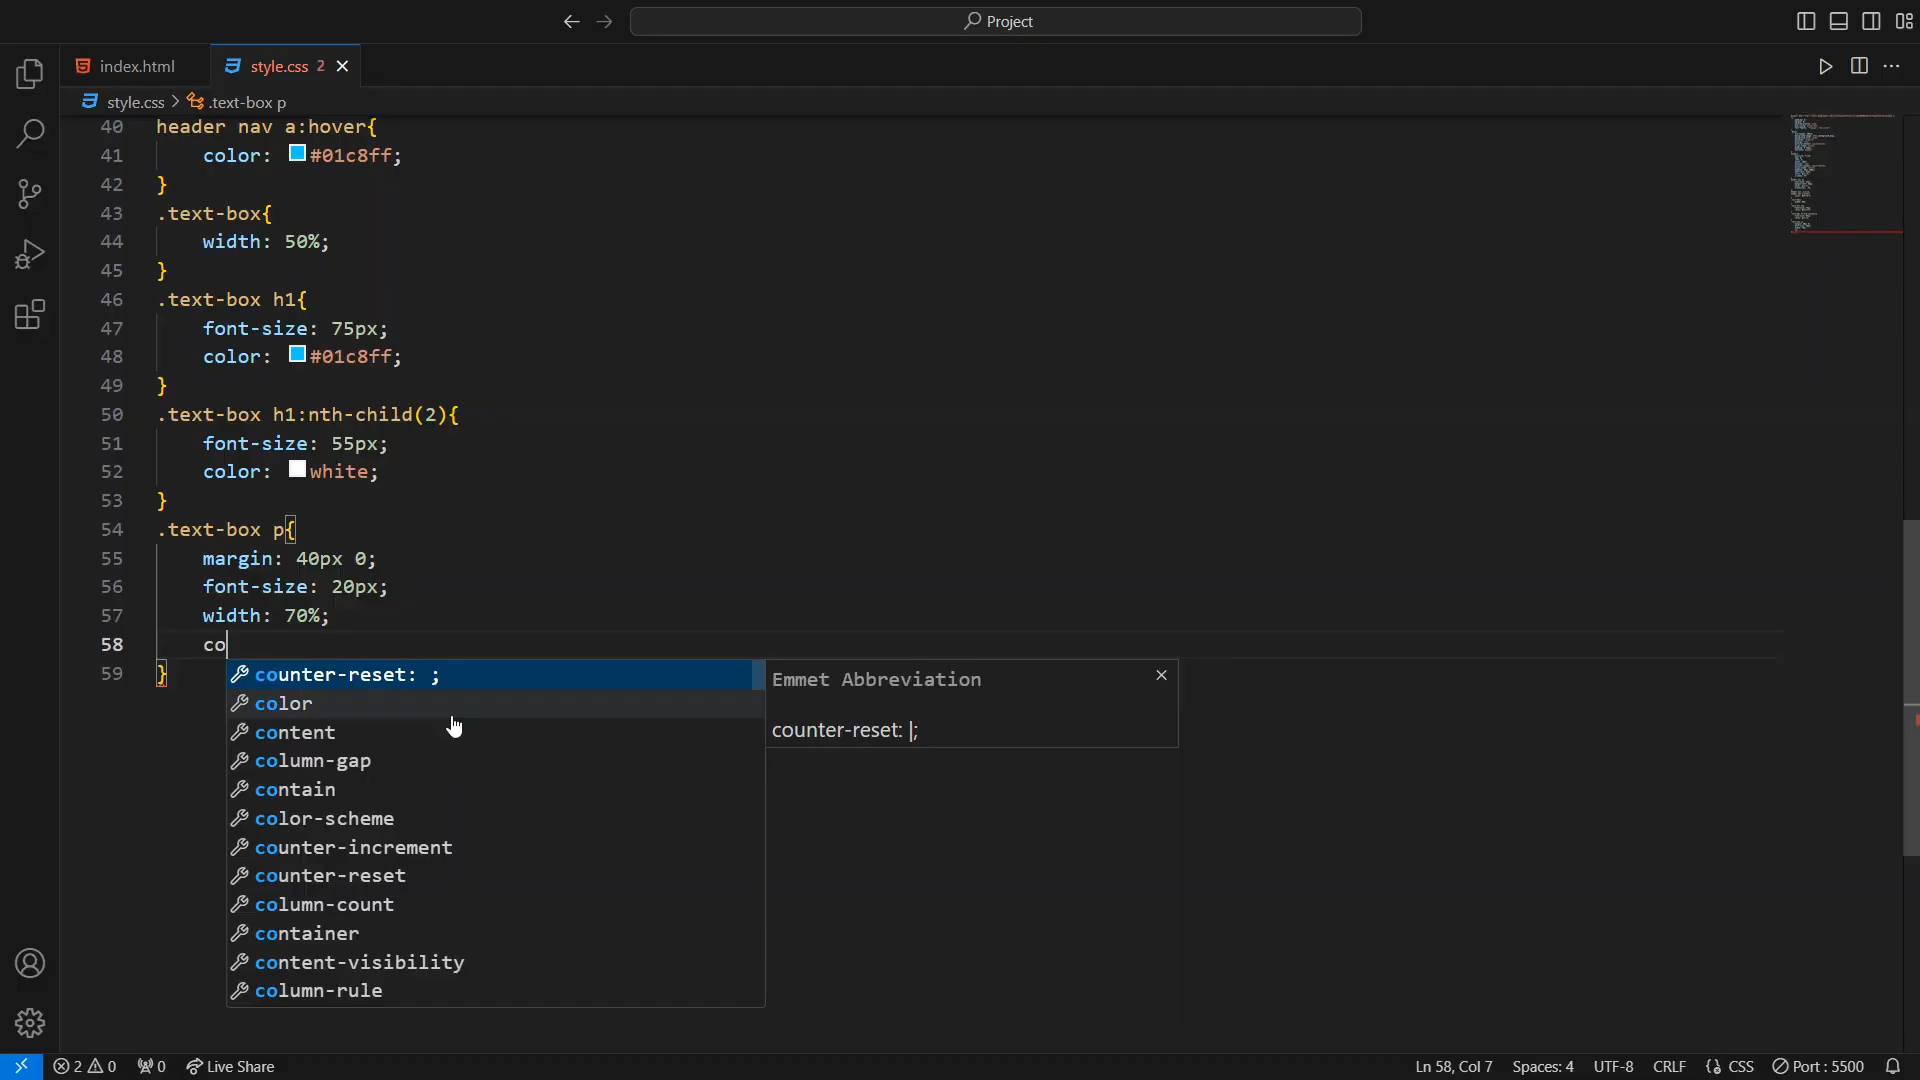 Project
index.html
style.css 2
style.css > .text-box p
40 header nav a:hover{
41 color: #01c8ff;
42 }
43 .text-box{
44 width: 50%;
45 }
46 .text-box h1{
47 font-size: 75px;
48 color: #01c8ff;
49 }
50 .text-box h1:nth-child(2){
51 font-size: 55px;
52 color: white;
53 }
54 .text-box p{
55 margin: 40px 0;
56 font-size: 20px;
57 width: 70%;
58 co
59 }
counter-reset: ;
color
content
column-gap
contain
color-scheme
counter-increment
counter-reset
column-count
container
content-visibility
column-rule
Emmet Abbreviation
counter-reset: |;
2 0 0 Live Share Ln 58, Col 7 Spaces: 4 UTF-8 CRLF CSS Port : 5500